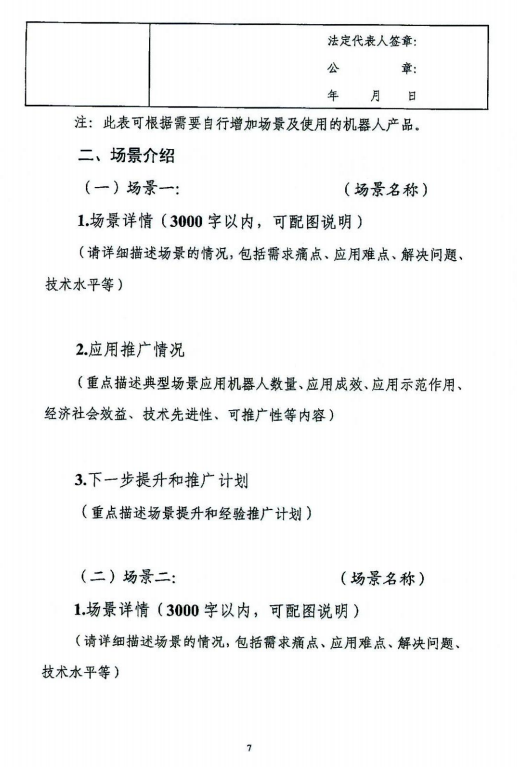 法定代表人签章：
公 章：
年 月 日
注：此表可根据需要自行增加场景及使用的机器人产品。
二、场景介绍
（一）场景一： （场景名称）
1.场景详情（3000 字以内，可配图说明）
（请详细描述场景的情况，包括需求痛点、应用难点、解决问题、
技术水平等）
2.应用推广情况
（重点描述典型场景应用机器人数量、应用成效、应用示范作用、
经济社会效益、技术先进性、可推广性等内容）
3.下一步提升和推广计划
（重点描述场景提升和经验推广计划）
（二）场景二： （场景名称）
1.场景详情（3000 字以内，可配图说明）
（请详细描述场景的情况，包括需求痛点、应用难点、解决问题、
技术水平等）
7